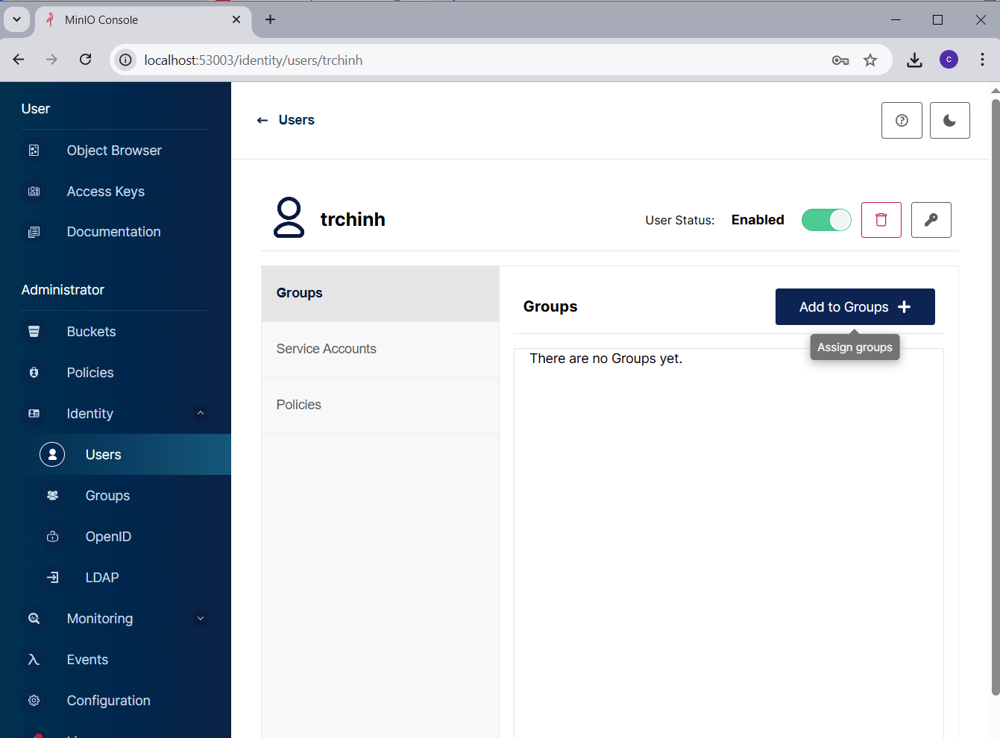 MinIO Console
localhost:53003/identity/users/trchinh
C
User
Object Browser
Access Keys
Documentation
Administrator
Buckets
Policies
Identity
Users
Groups
OpenID
LDAP
Monitoring
Events
Configuration
Users
trchinh
User Status: Enabled
Groups
Service Accounts
Policies
Groups
Add to Groups
Assign groups
There are no Groups yet.